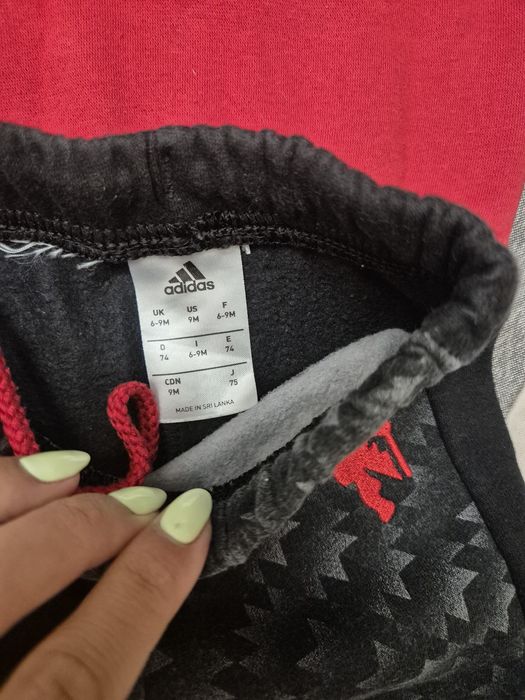 adidas
UK US F
6-9M 9M 6-9M
D I E
74 6-9M 74
CDN J
9M 75
MADE IN SRI LANKA